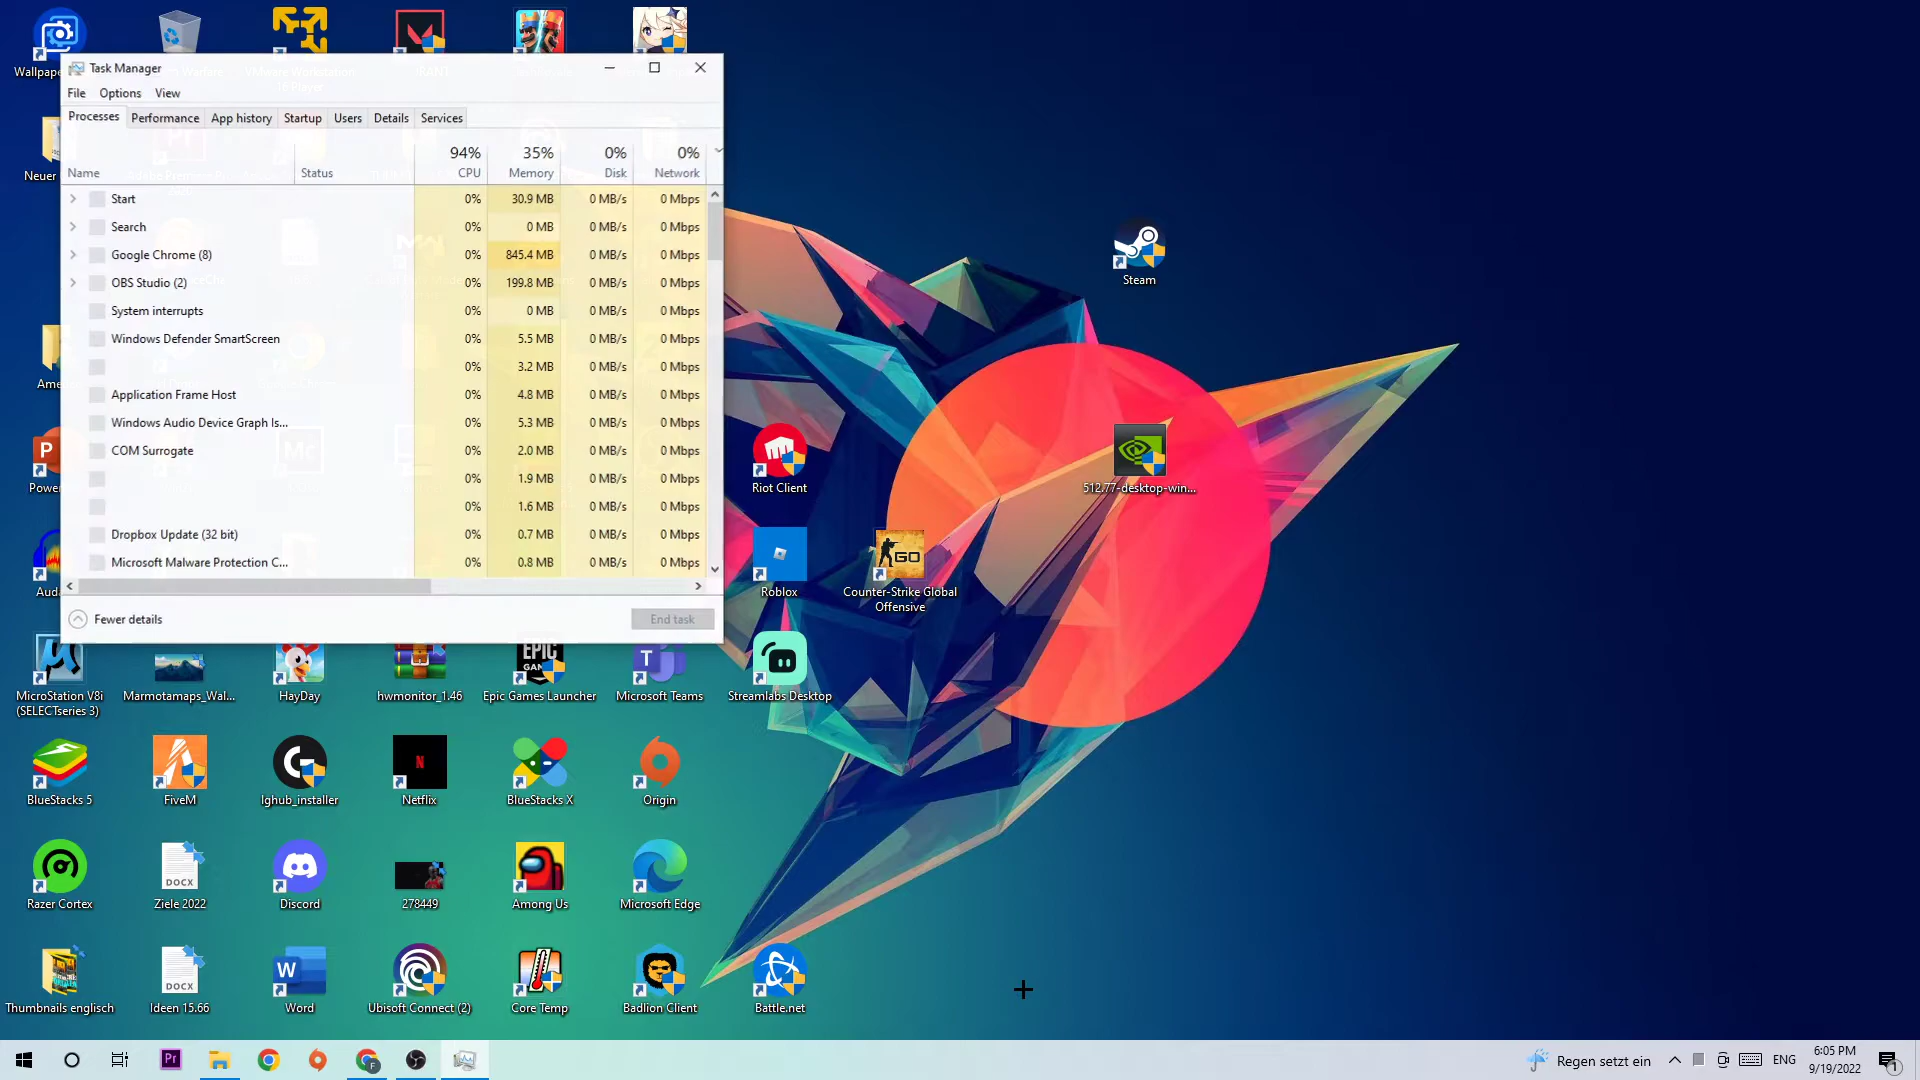 Task Manager
File Options View
Processes Performance App history Startup Users Details Services
94% 35% 0% 0%
Name Status CPU Memory Disk Network
Start 0% 30.9 MB 0 MB/s 0 Mbps
Search 0% 0 MB 0 MB/s 0 Mbps
Google Chrome (8) 0% 845.4 MB 0 MB/s 0 Mbps
OBS Studio (2) 0% 199.8 MB 0 MB/s 0 Mbps
System interrupts 0% 0 MB 0 MB/s 0 Mbps
Windows Defender SmartScreen 0% 5.5 MB 0 MB/s 0 Mbps
0% 3.2 MB 0 MB/s 0 Mbps
Application Frame Host 0% 4.8 MB 0 MB/s 0 Mbps
Windows Audio Device Graph Is... 0% 5.3 MB 0 MB/s 0 Mbps
COM Surrogate 0% 2.0 MB 0 MB/s 0 Mbps
0% 1.9 MB 0 MB/s 0 Mbps
0% 1.6 MB 0 MB/s 0 Mbps
Dropbox Update (32 bit) 0% 0.7 MB 0 MB/s 0 Mbps
Microsoft Malware Protection C... 0% 0.8 MB 0 MB/s 0 Mbps
Fewer details End task
Wallpape
Neuer
Ame
Power
Auda
Steam
Riot Client
512.77-desktop-win...
GO
Roblox
Counter-Strike Global
Offensive
EPIC
MicroStation V8i
(SELECTseries 3)
Marmotamaps_Wal...
HayDay
hwmonitor_1.46
Epic Games Launcher
Microsoft Teams
Streamlabs Desktop
BlueStacks 5
FiveM
lghub_installer
N
Netflix
BlueStacks X
Origin
Razer Cortex
DOCX
Ziele 2022
Discord
278449
Among Us
Microsoft Edge
Thumbnails englisch
DOCX
Ideen 15.66
W
Word
Ubisoft Connect (2)
Core Temp
Badlion Client
Battle.net
Pr
F
Regen setzt ein
ENG
6:05 PM
9/19/2022
1